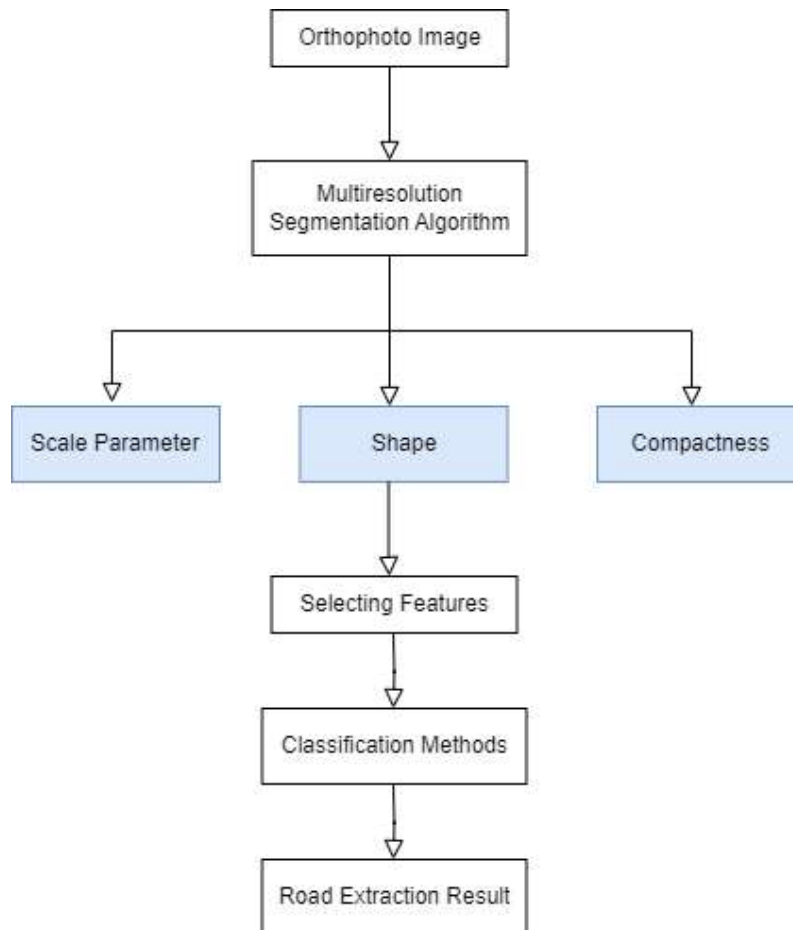 Orthophoto Image
Multiresolution
Segmentation Algorithm
Scale Parameter
Shape
Compactness
Selecting Features
Classification Methods
Road Extraction Result